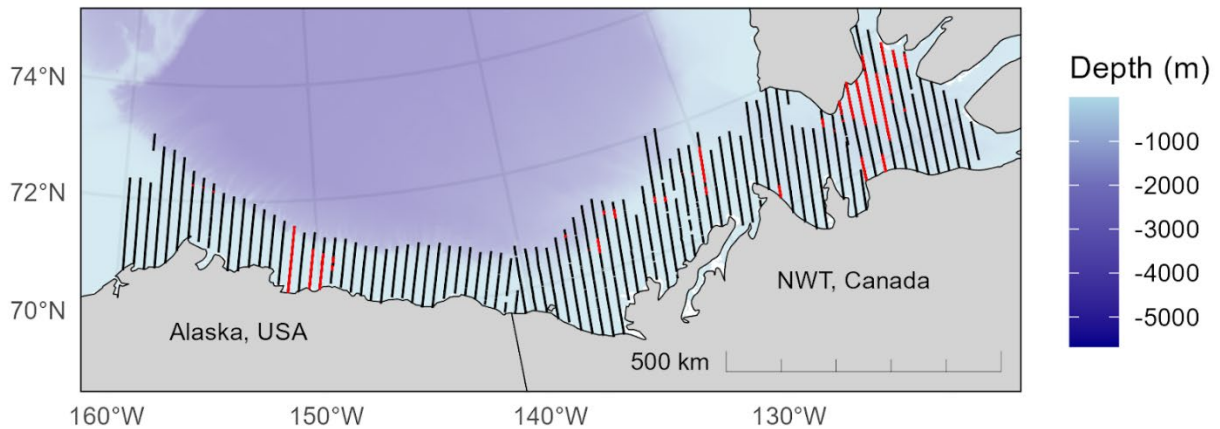 74°N
72°N
70°N
Alaska, USA
NWT, Canada
500 km
160°W
150°W
140°W
130°W
Depth (m)
-1000
-2000
-3000
-4000
-5000